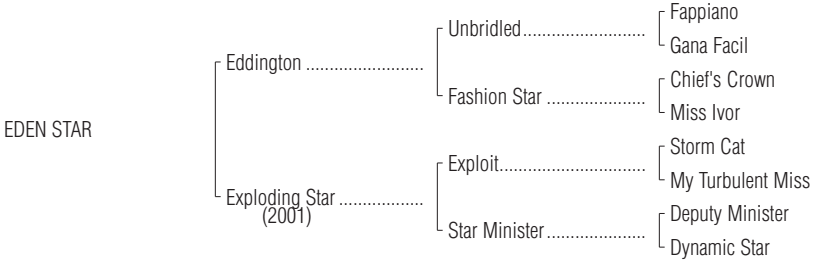 Fappiano
Unbridled..........................
Gana Facil
Eddington .........................
Chief's Crown
Fashion Star .....................
Miss Ivor
EDEN STAR
Storm Cat
Exploit...............................
My Turbulent Miss
Exploding Star ..................
(2001)
Deputy Minister
Star Minister.....................
Dynamic Star